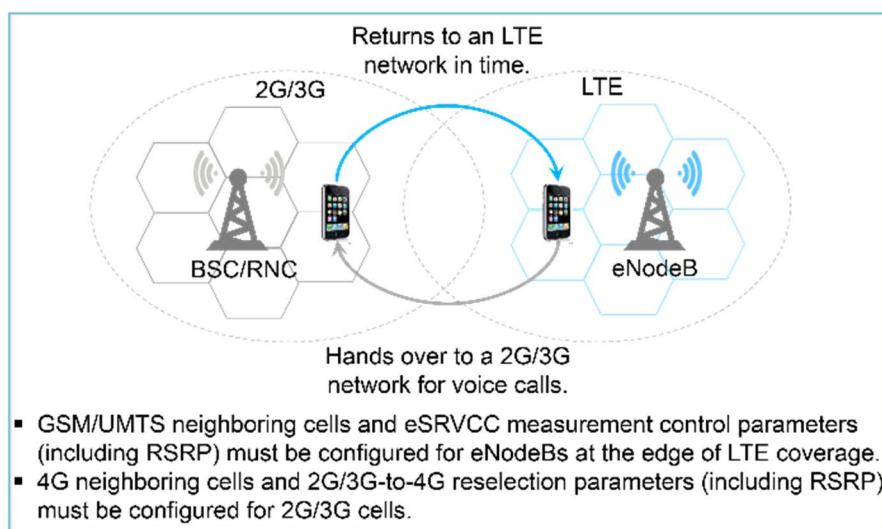 Returns to an LTE
network in time.
2G/3G
LTE
BSC/RNC
eNodeB
Hands over to a 2G/3G
network for voice calls.
▪ GSM/UMTS neighboring cells and eSRVCC measurement control parameters
(including RSRP) must be configured for eNodeBs at the edge of LTE coverage.
▪ 4G neighboring cells and 2G/3G-to-4G reselection parameters (including RSRP)
must be configured for 2G/3G cells.